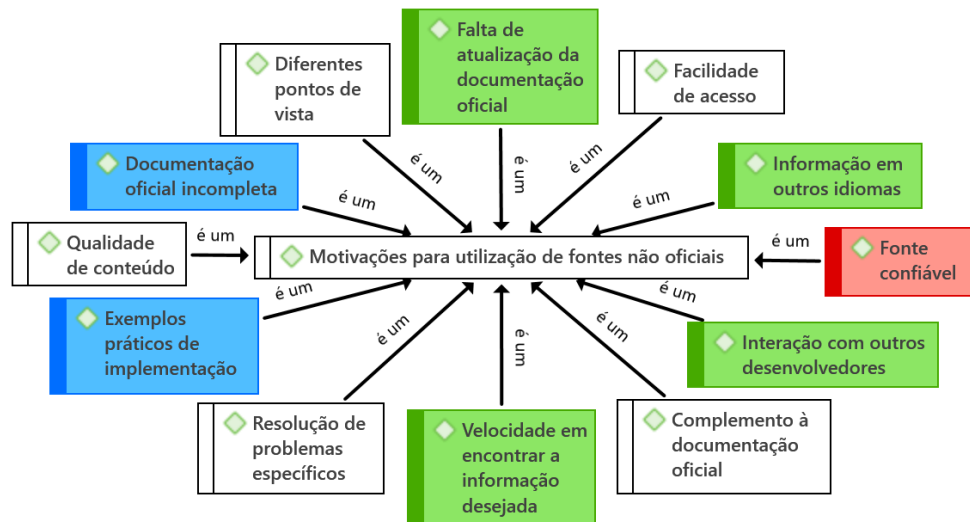 Falta de
atualização da
documentação
oficial
Diferentes
pontos de
vista
Facilidade
de acesso
é um
é um
é um
Documentação
oficial incompleta
é um
Informação em
outros idiomas
é um
Qualidade
de conteúdo
é um
Motivações para utilização de fontes não oficiais
é um
Fonte
confiável
Exemplos
práticos de
implementação
é um
é um
é um
é um
é um
Interação com outros
desenvolvedores
Resolução de
problemas
específicos
Velocidade em
encontrar a
informação
desejada
Complemento à
documentação
oficial